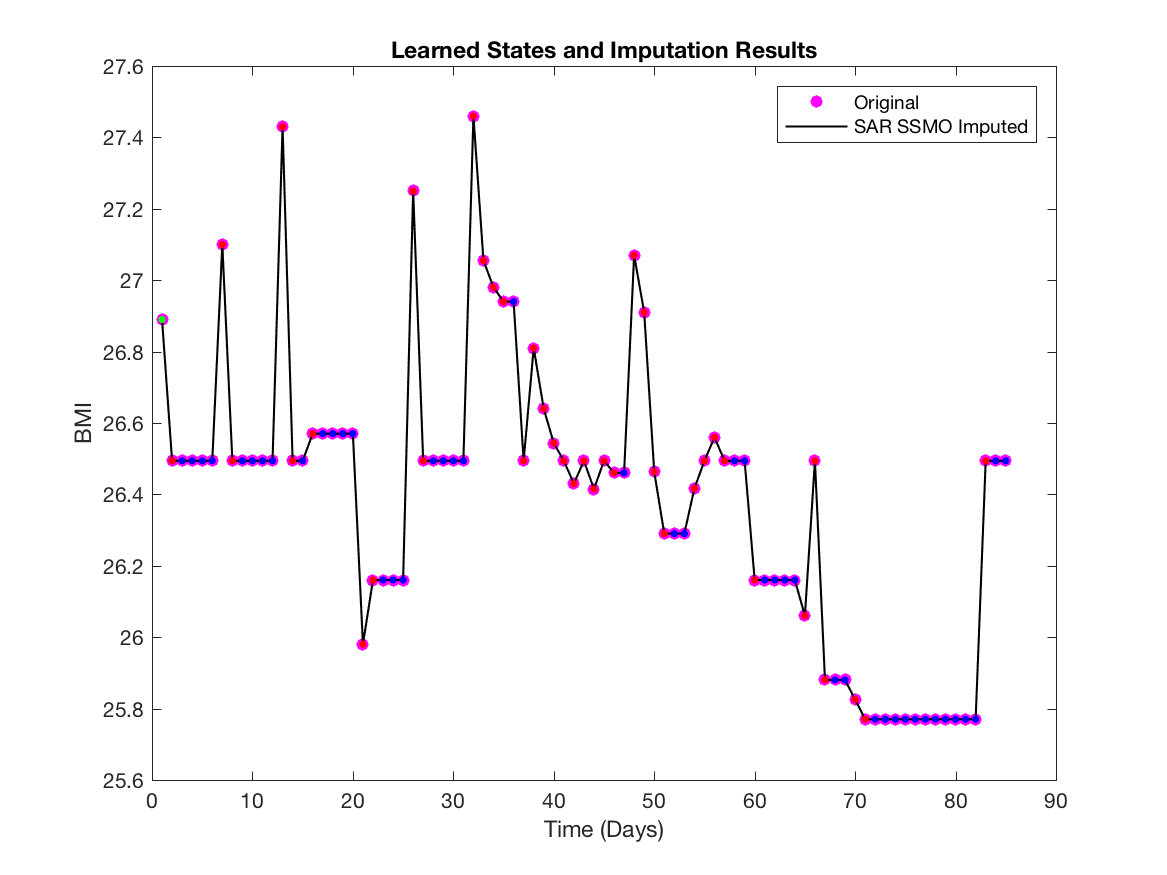 Learned States and Imputation Results
27.6
27.4
27.2
27
26.8
26.6
26.4
26.2
26
25.8
25.6
BMI
Original
SAR SSMO Imputed
0 10 20 30 40 50 60 70 80 90
Time (Days)